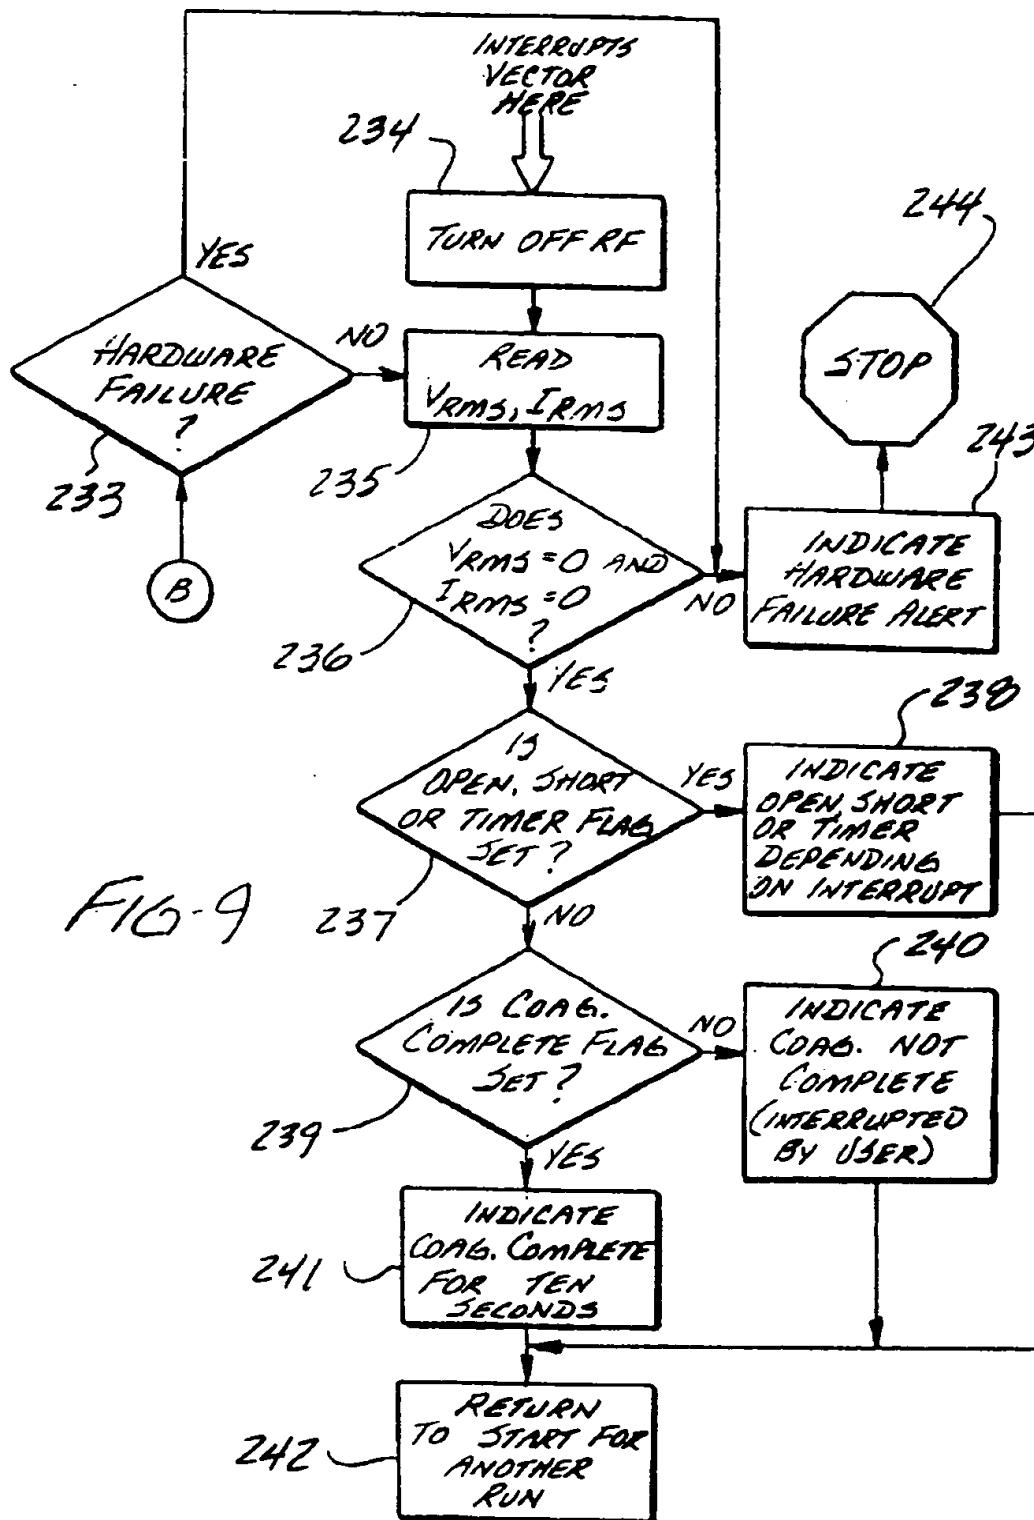 INTERRUPTS
VECTOR
HERE
234
TURN OFF RF
244
STOP
YES
HARDWARE
FAILURE
?
NO
233
READ
VRMS, IRMS
235
243
B
DOES
VRMS = 0 AND
IRMS = 0
?
NO
236
INDICATE
HARDWARE
FAILURE ALERT
YES
238
IS
OPEN, SHORT
OR TIMER FLAG
SET?
YES
237
INDICATE
OPEN, SHORT
OR TIMER
DEPENDING
ON INTERRUPT
FIG-9
NO
240
IS COAG.
COMPLETE FLAG
SET?
NO
239
INDICATE
COAG. NOT
COMPLETE
(INTERRUPTED
BY USER)
YES
INDICATE
COAG. COMPLETE
FOR TEN
SECONDS
241
RETURN
TO START FOR
ANOTHER
RUN
242